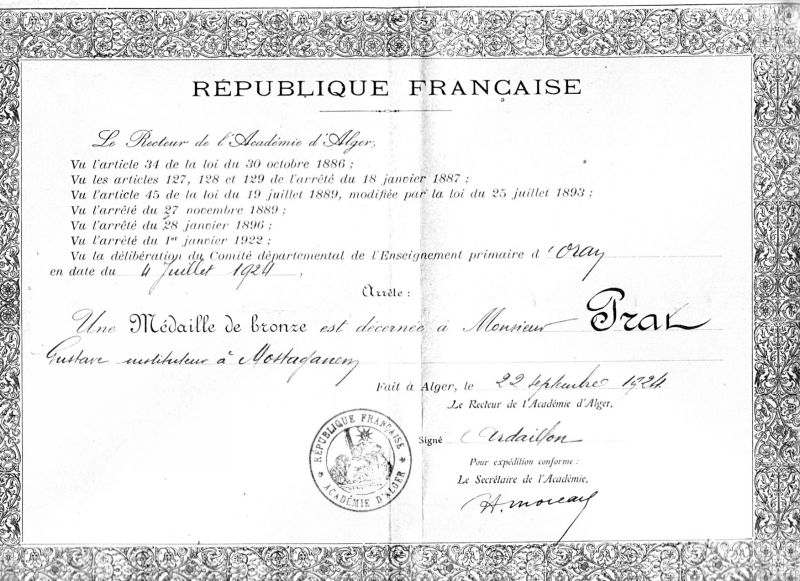 RÉPUBLIQUE FRANÇAISE
Le Recteur de l'Académie d'Alger,
Vu l'article 34 de la loi du 30 octobre 1886 ;
Vu les articles 127, 128 et 129 de l'arrêté du 18 janvier 1887 ;
Vu l'article 45 de la loi du 19 juillet 1889, modifiée par la loi du 25 juillet 1893 ;
Vu l'arrêté du 27 novembre 1889 ;
Vu l'arrêté du 28 janvier 1896 ;
Vu l'arrêté du 1er janvier 1922 ;
Vu la délibération du Comité départemental de l'Enseignement primaire d'Oran
en date du 4 Juillet 1924,
Arrête :
Une Médaille de bronze est décernée à Monsieur Prat
Gustave instituteur à Mostaganem
Fait à Alger, le 22 septembre 1924.
Le Recteur de l'Académie d'Alger,
Signé Ardaillon
Pour expédition conforme :
Le Secrétaire de l'Académie,
RÉPUBLIQUE FRANÇAISE
ACADÉMIE D'ALGER